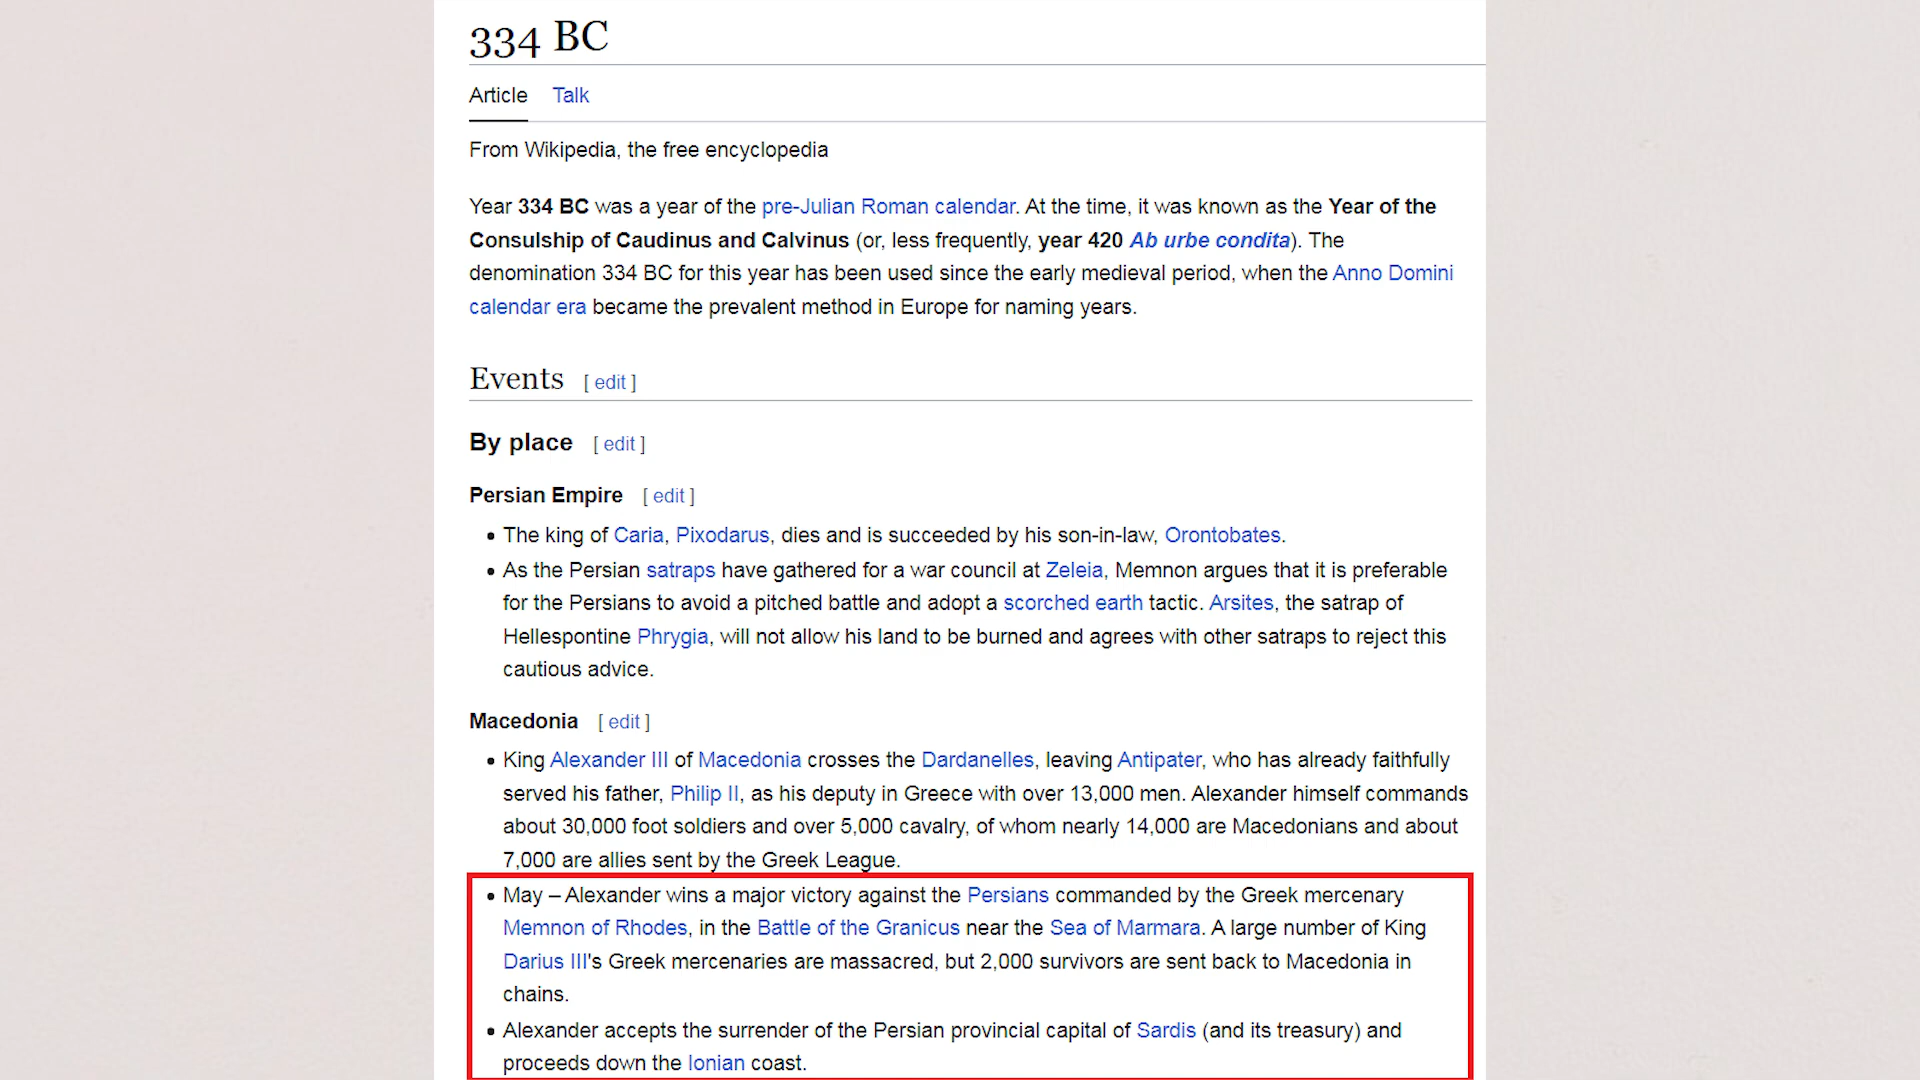 334 BC
Article Talk
From Wikipedia, the free encyclopedia
Year 334 BC was a year of the pre-Julian Roman calendar. At the time, it was known as the Year of the
Consulship of Caudinus and Calvinus (or, less frequently, year 420 Ab urbe condita). The
denomination 334 BC for this year has been used since the early medieval period, when the Anno Domini
calendar era became the prevalent method in Europe for naming years.
Events [ edit ]
By place [ edit ]
Persian Empire [ edit ]
• The king of Caria, Pixodarus, dies and is succeeded by his son-in-law, Orontobates.
• As the Persian satraps have gathered for a war council at Zeleia, Memnon argues that it is preferable
for the Persians to avoid a pitched battle and adopt a scorched earth tactic. Arsites, the satrap of
Hellespontine Phrygia, will not allow his land to be burned and agrees with other satraps to reject this
cautious advice.
Macedonia [ edit ]
• King Alexander III of Macedonia crosses the Dardanelles, leaving Antipater, who has already faithfully
served his father, Philip II, as his deputy in Greece with over 13,000 men. Alexander himself commands
about 30,000 foot soldiers and over 5,000 cavalry, of whom nearly 14,000 are Macedonians and about
7,000 are allies sent by the Greek League.
• May – Alexander wins a major victory against the Persians commanded by the Greek mercenary
Memnon of Rhodes, in the Battle of the Granicus near the Sea of Marmara. A large number of King
Darius III's Greek mercenaries are massacred, but 2,000 survivors are sent back to Macedonia in
chains.
• Alexander accepts the surrender of the Persian provincial capital of Sardis (and its treasury) and
proceeds down the Ionian coast.